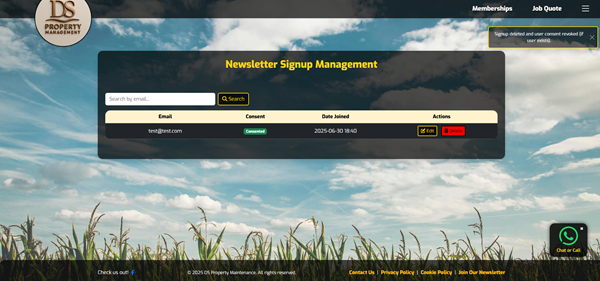 DS
PROPERTY
MANAGEMENT
Memberships
Job Quote
Signup deleted and user consent revoked (if
user exists).
Newsletter Signup Management
Search by email...
Search
Email
Consent
Date Joined
Actions
test@test.com
Consented
2025-06-30 18:40
Edit
Delete
Chat or Call
Check us out!
© 2025 DS Property Maintenance. All rights reserved.
Contact Us | Privacy Policy | Cookie Policy | Join Our Newsletter